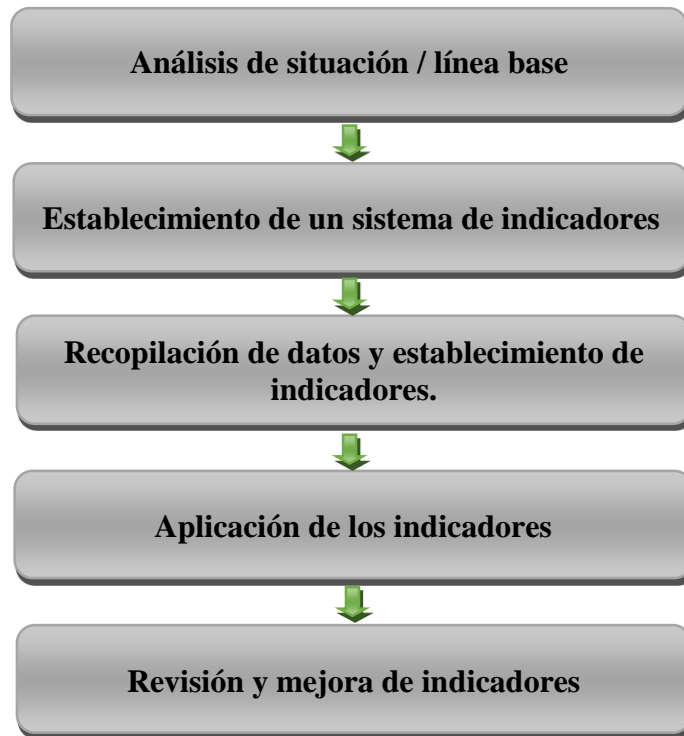 Análisis de situación / línea base
Establecimiento de un sistema de indicadores
Recopilación de datos y establecimiento de
indicadores.
Aplicación de los indicadores
Revisión y mejora de indicadores